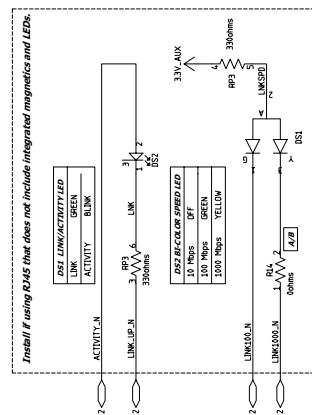 Install if using RJ45 that does not include integrated magnetics and LEDs.
DS1 LINK/ACTIVITY LED
LINK GREEN
ACTIVITY BLINK
ACTIVITY_N
2
LINK_UP_N
2
3 RP3 6
330ohms
LNK
1 2
3
DS2
DS2 BI-COLOR SPEED LED
10 Mbps OFF
100 Mbps GREEN
1000 Mbps YELLOW
3.3V_AUX
330ohms
4 5
RP3
LNKSPD
2
A
G
Y
1
3
DS1
LINK100_N
2
LINK1000_N
2
R14
1 2
0ohms
A/B